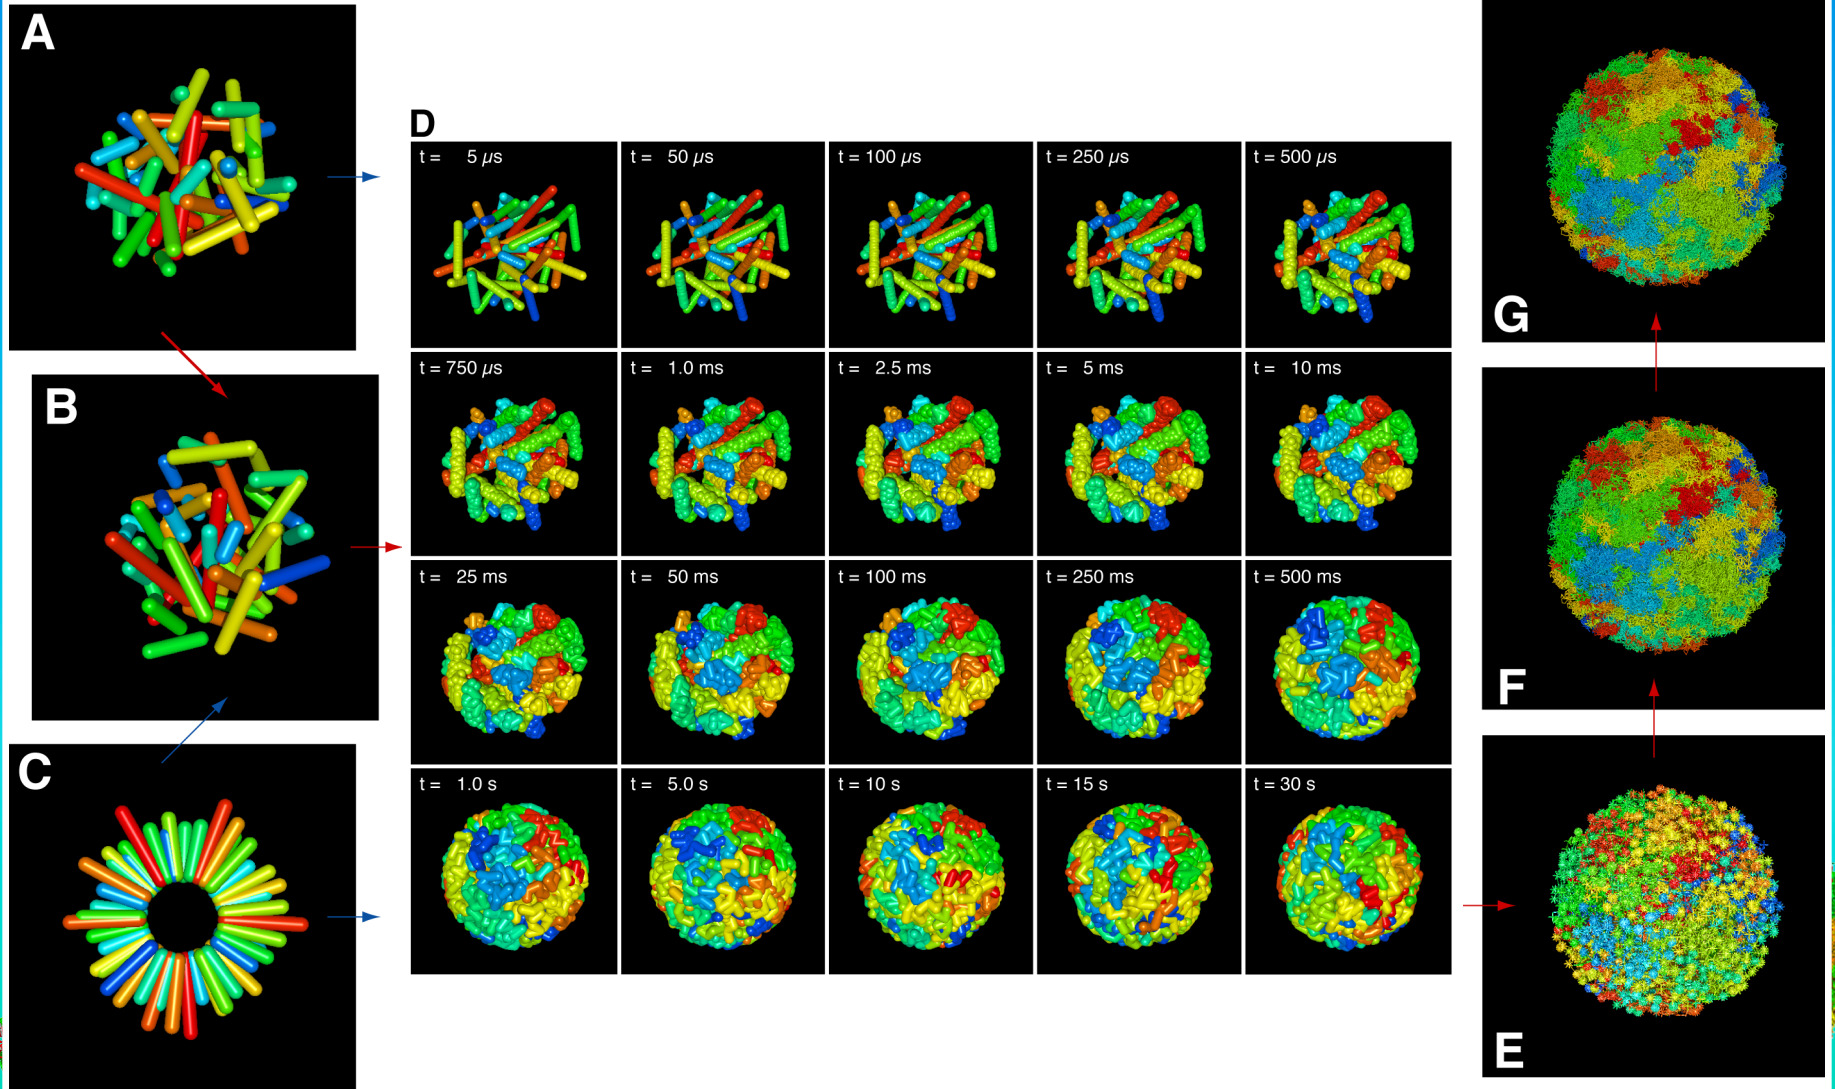 A
B
C
D
t = 5 µs
t = 50 µs
t = 100 µs
t = 250 µs
t = 500 µs
t = 750 µs
t = 1.0 ms
t = 2.5 ms
t = 5 ms
t = 10 ms
t = 25 ms
t = 50 ms
t = 100 ms
t = 250 ms
t = 500 ms
t = 1.0 s
t = 5.0 s
t = 10 s
t = 15 s
t = 30 s
G
F
E